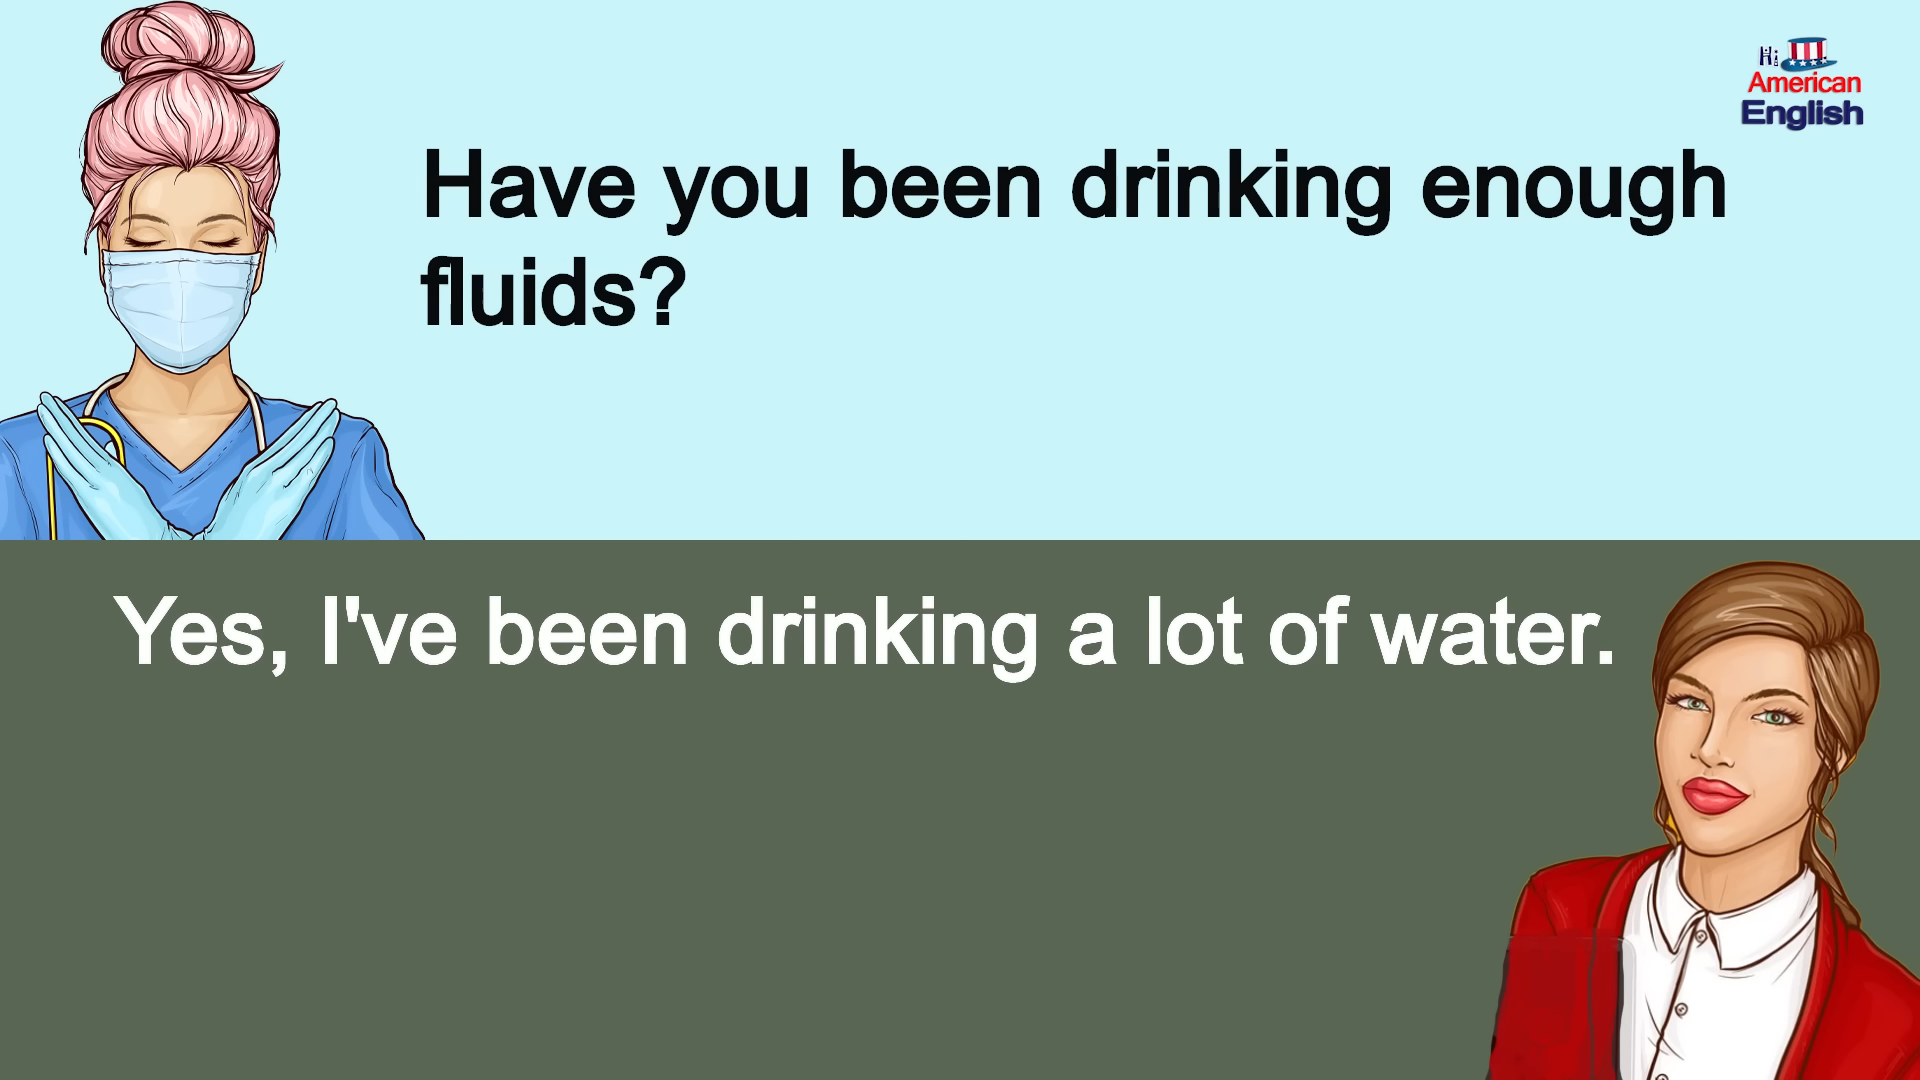 Hi
American
English
Have you been drinking enough
fluids?
Yes, I've been drinking a lot of water.